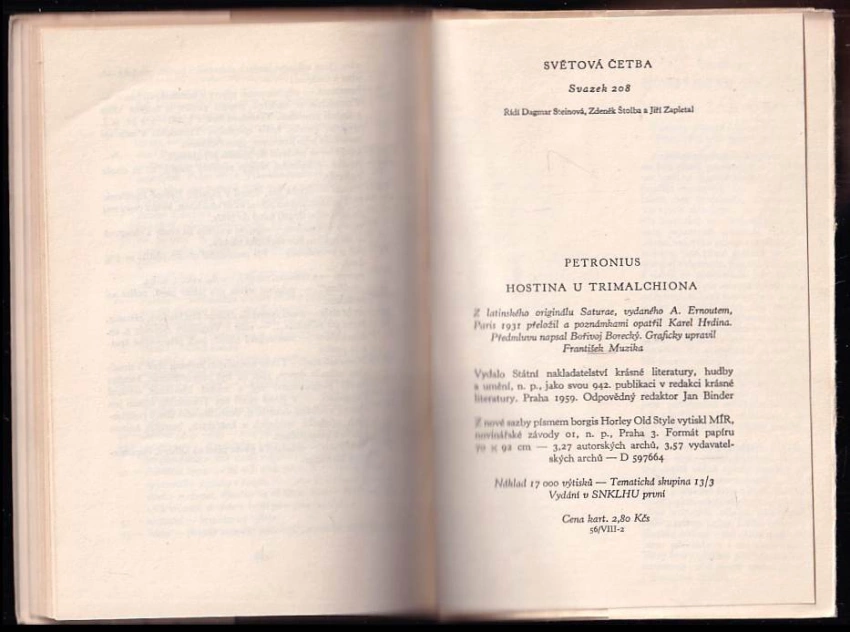 SVĚTOVÁ ČETBA
Svazek 208
Řídí Dagmar Steinová, Zdeněk Štolba a Jiří Zapletal
PETRONIUS
HOSTINA U TRIMALCHIONA
Z latinského originálu Saturae, vydaného A. Ernoutem,
Paris 1931 přeložil a poznámkami opatřil Karel Hrdina.
Předmluvu napsal Bořivoj Borecký. Graficky upravil
František Muzika
Vydalo Státní nakladatelství krásné literatury, hudby
a umění, n. p., jako svou 942. publikaci v redakci krásné
literatury. Praha 1959. Odpovědný redaktor Jan Binder
Z nové sazby písmem borgis Horley Old Style vytiskl MÍR,
novinářské závody 01, n. p., Praha 3. Formát papíru
70 × 92 cm — 3,27 autorských archů, 3,57 vydavatel-
ských archů — D 597664
Náklad 17 000 výtisků — Tematická skupina 13/3
Vydání v SNKLHU první
Cena kart. 2,80 Kčs
56/VIII-2